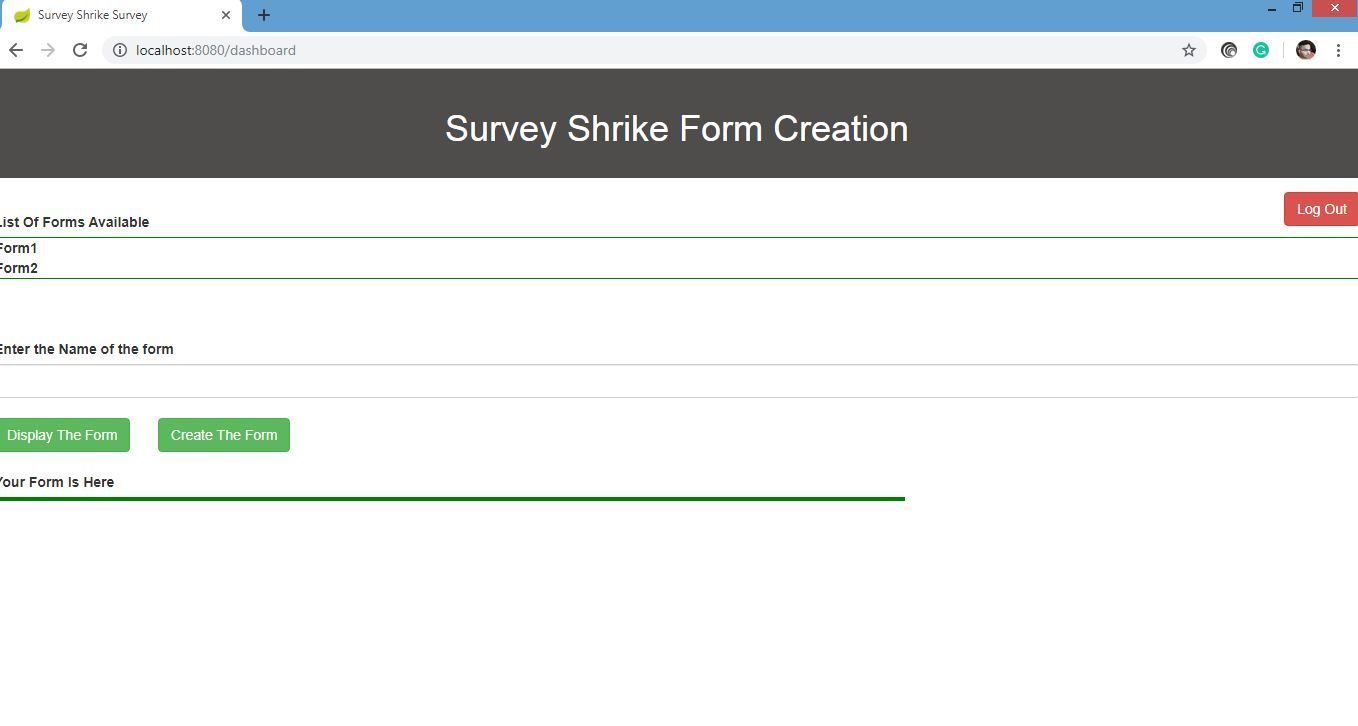 Survey Shrike Survey
localhost:8080/dashboard
Survey Shrike Form Creation
Log Out
List Of Forms Available
Form1
Form2
Enter the Name of the form
Display The Form Create The Form
Your Form Is Here